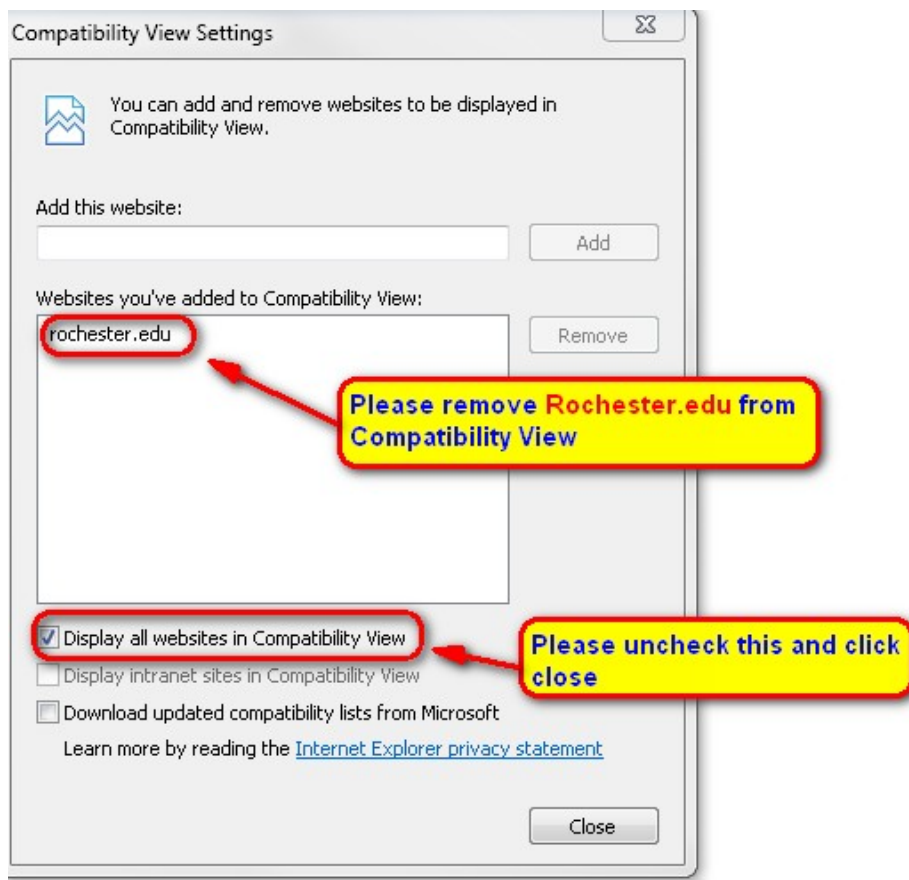 Compatibility View Settings
You can add and remove websites to be displayed in
Compatibility View.
Add this website:
Add
Websites you've added to Compatibility View:
rochester.edu
Remove
Please remove Rochester.edu from
Compatibility View
Display all websites in Compatibility View
Please uncheck this and click
close
Display intranet sites in Compatibility View
Download updated compatibility lists from Microsoft
Learn more by reading the Internet Explorer privacy statement
Close